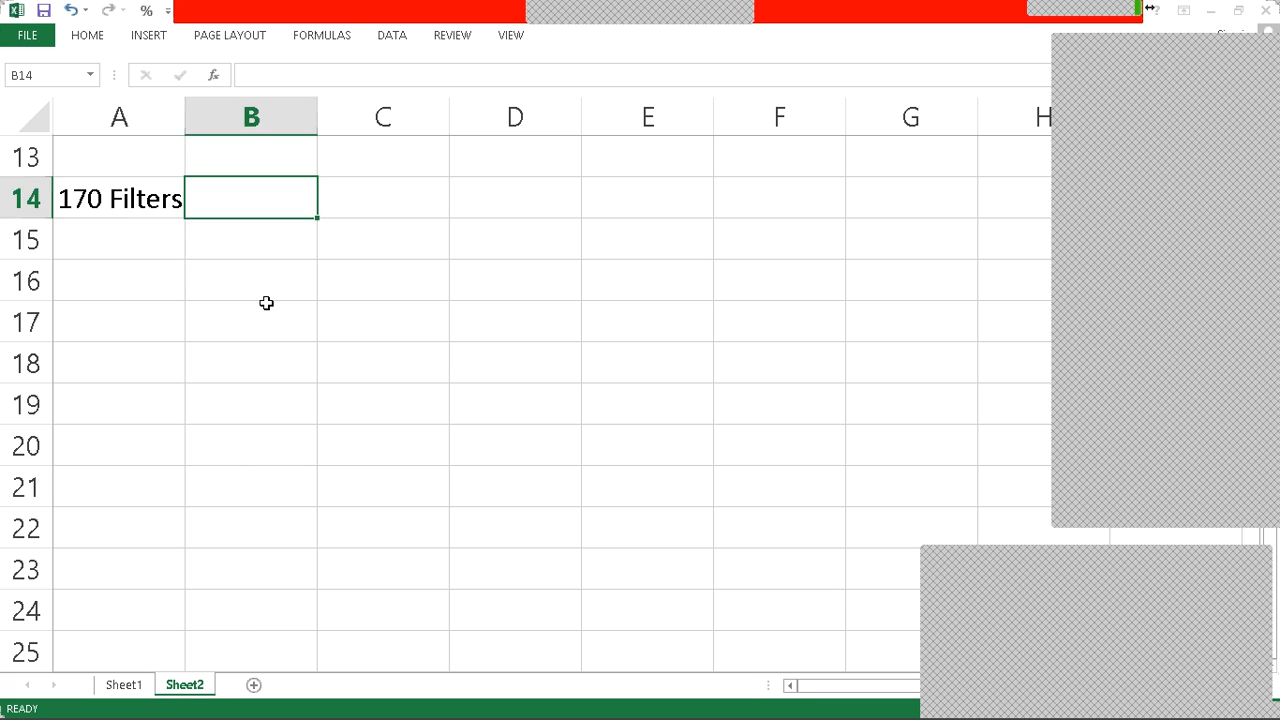 %
?
FILE HOME INSERT PAGE LAYOUT FORMULAS DATA REVIEW VIEW
B14 fx
A B C D E F G H
13
14 170 Filters
15
16
17
18
19
20
21
22
23
24
25
Sheet1 Sheet2
READY